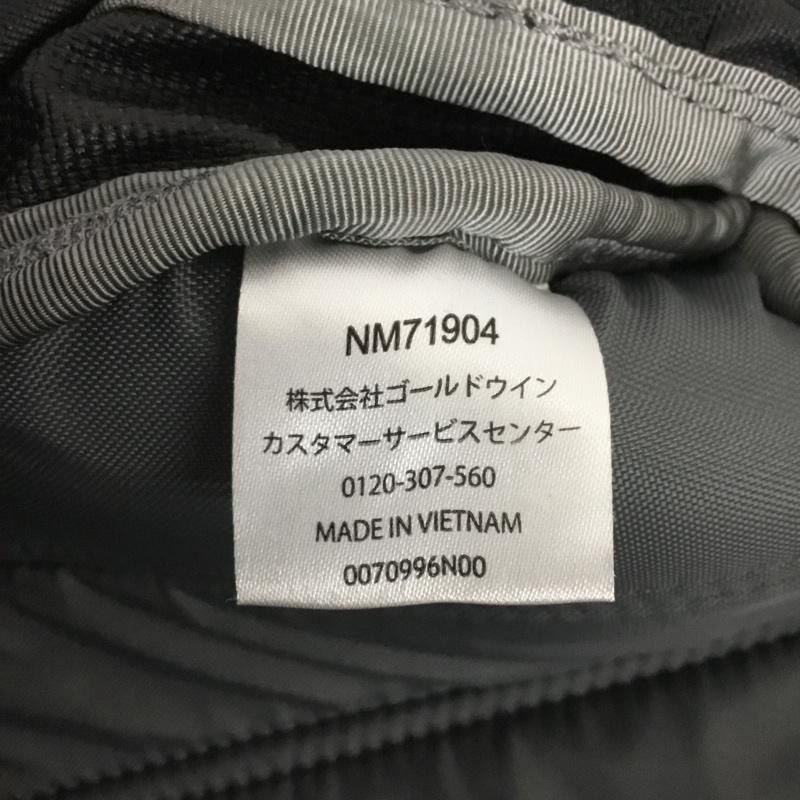 NM71904
株式会社ゴールドウイン
カスタマーサービスセンター
0120-307-560
MADE IN VIETNAM
0070996N00